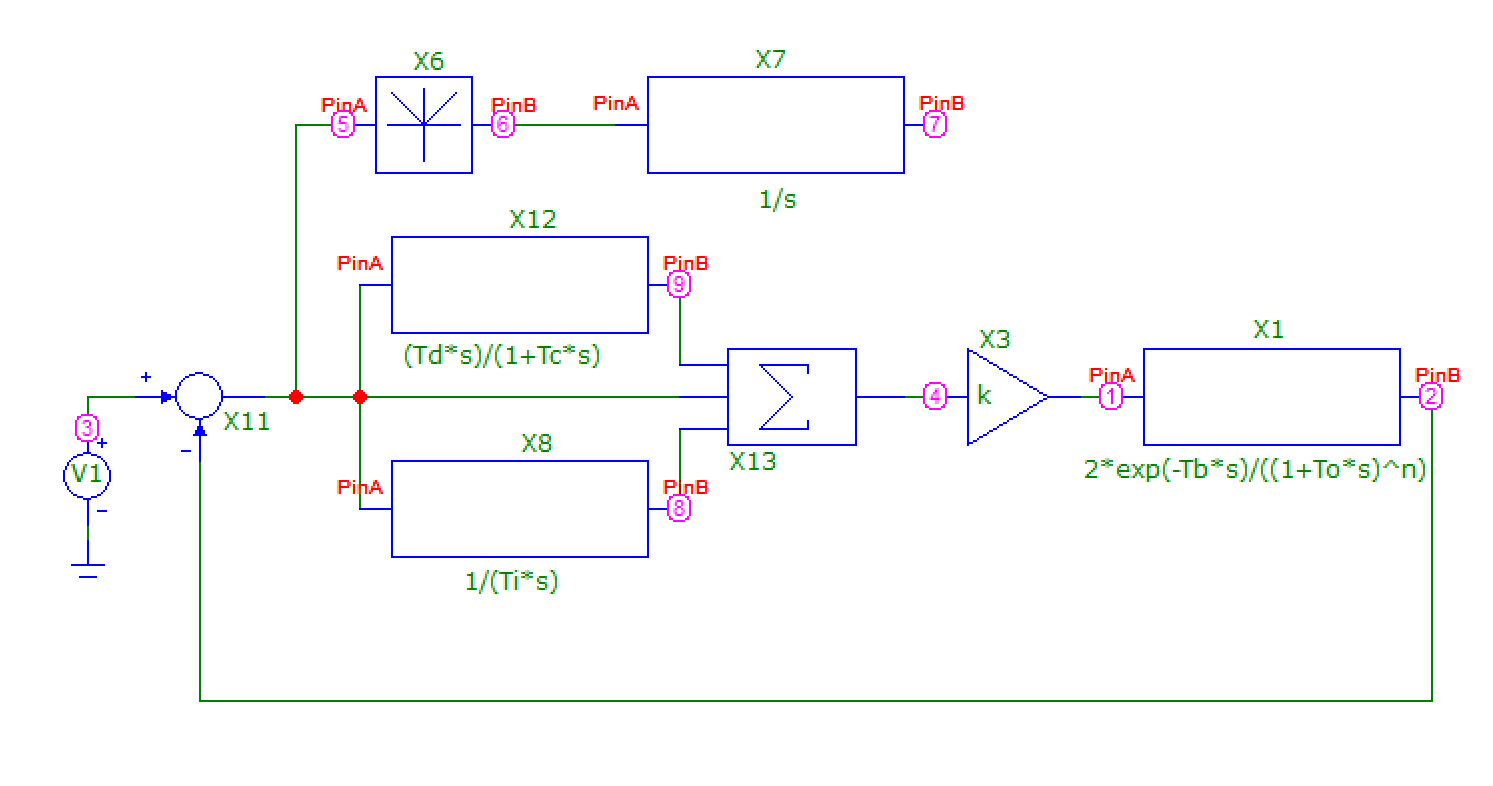 X6
X7
PinA
PinB
PinA
PinB
5
6
7
1/s
X12
PinA
PinB
9
(Td*s)/(1+Tc*s)
X3
X1
+
X11
4
k
PinA
1
PinB
2
3
+
V1
−
−
X8
X13
2*exp(-Tb*s)/((1+To*s)^n)
PinA
PinB
8
1/(Ti*s)